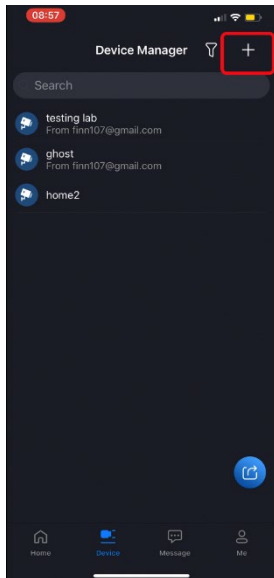 08:57
Device Manager
Search
testing lab
From finn107@gmail.com
ghost
From finn107@gmail.com
home2
Home Device Message Me